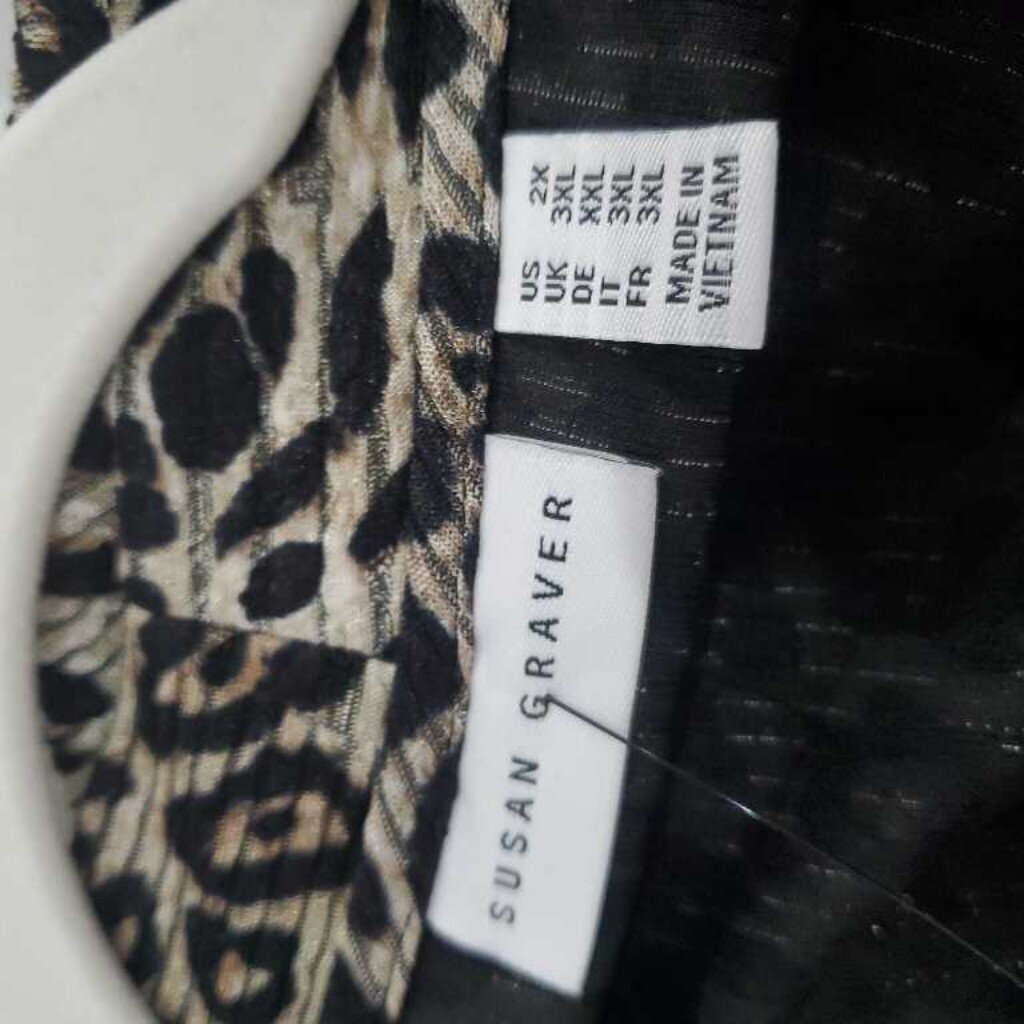 SUSAN GRAVER
US 2X
UK 3XL
DE XXL
IT 3XL
FR 3XL
MADE IN
VIETNAM